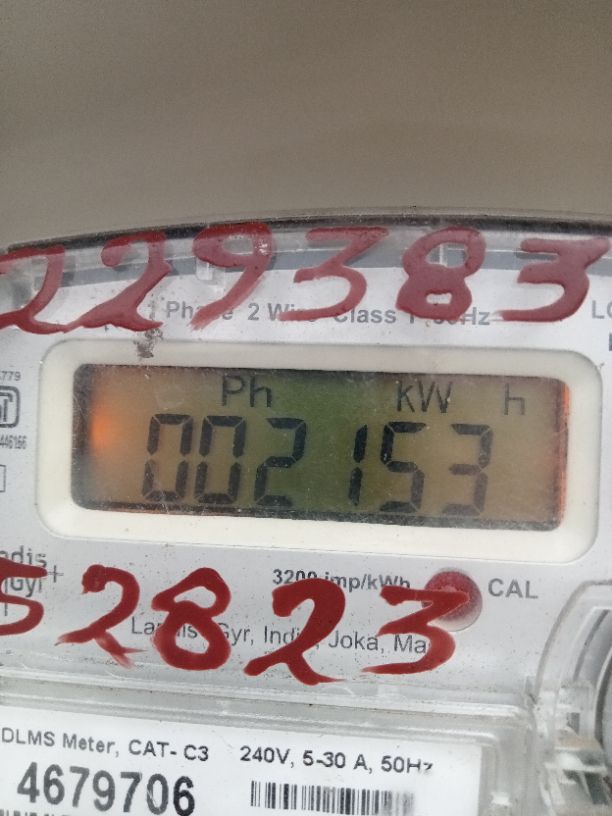 229383
1 Phase 2 Wire Class 1 50Hz
Ph kW h
002153
3200 imp/kWh CAL
52823
Landis Gyr, India, Joka, Ma
DLMS Meter, CAT- C3 240V, 5-30 A, 50Hz
4679706